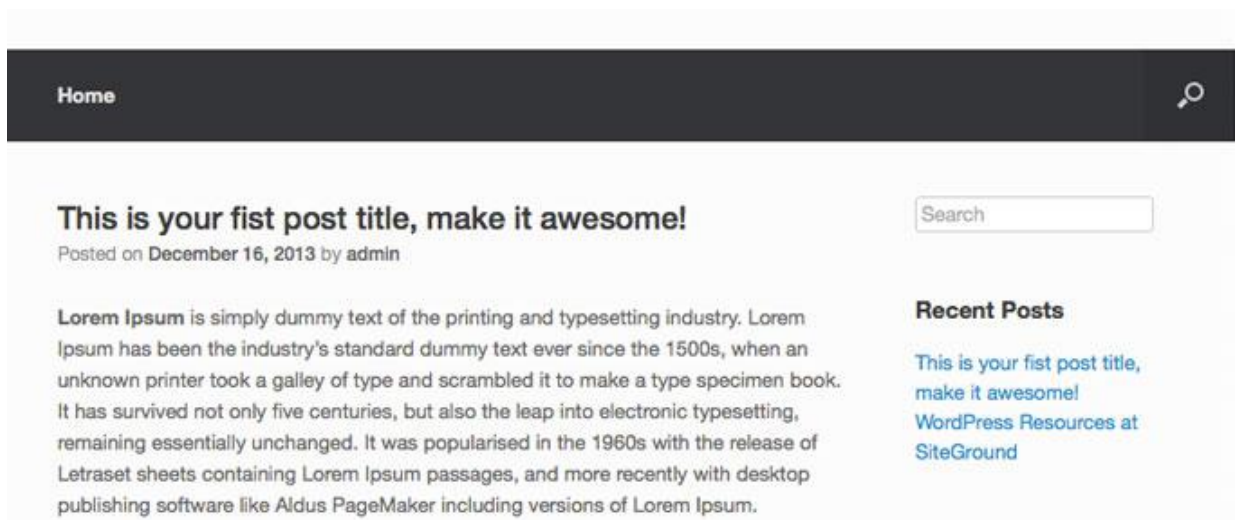 Home
This is your fist post title, make it awesome!
Posted on December 16, 2013 by admin
Lorem Ipsum is simply dummy text of the printing and typesetting industry. Lorem
Ipsum has been the industry's standard dummy text ever since the 1500s, when an
unknown printer took a galley of type and scrambled it to make a type specimen book.
It has survived not only five centuries, but also the leap into electronic typesetting,
remaining essentially unchanged. It was popularised in the 1960s with the release of
Letraset sheets containing Lorem Ipsum passages, and more recently with desktop
publishing software like Aldus PageMaker including versions of Lorem Ipsum.
Search
Recent Posts
This is your fist post title,
make it awesome!
WordPress Resources at
SiteGround